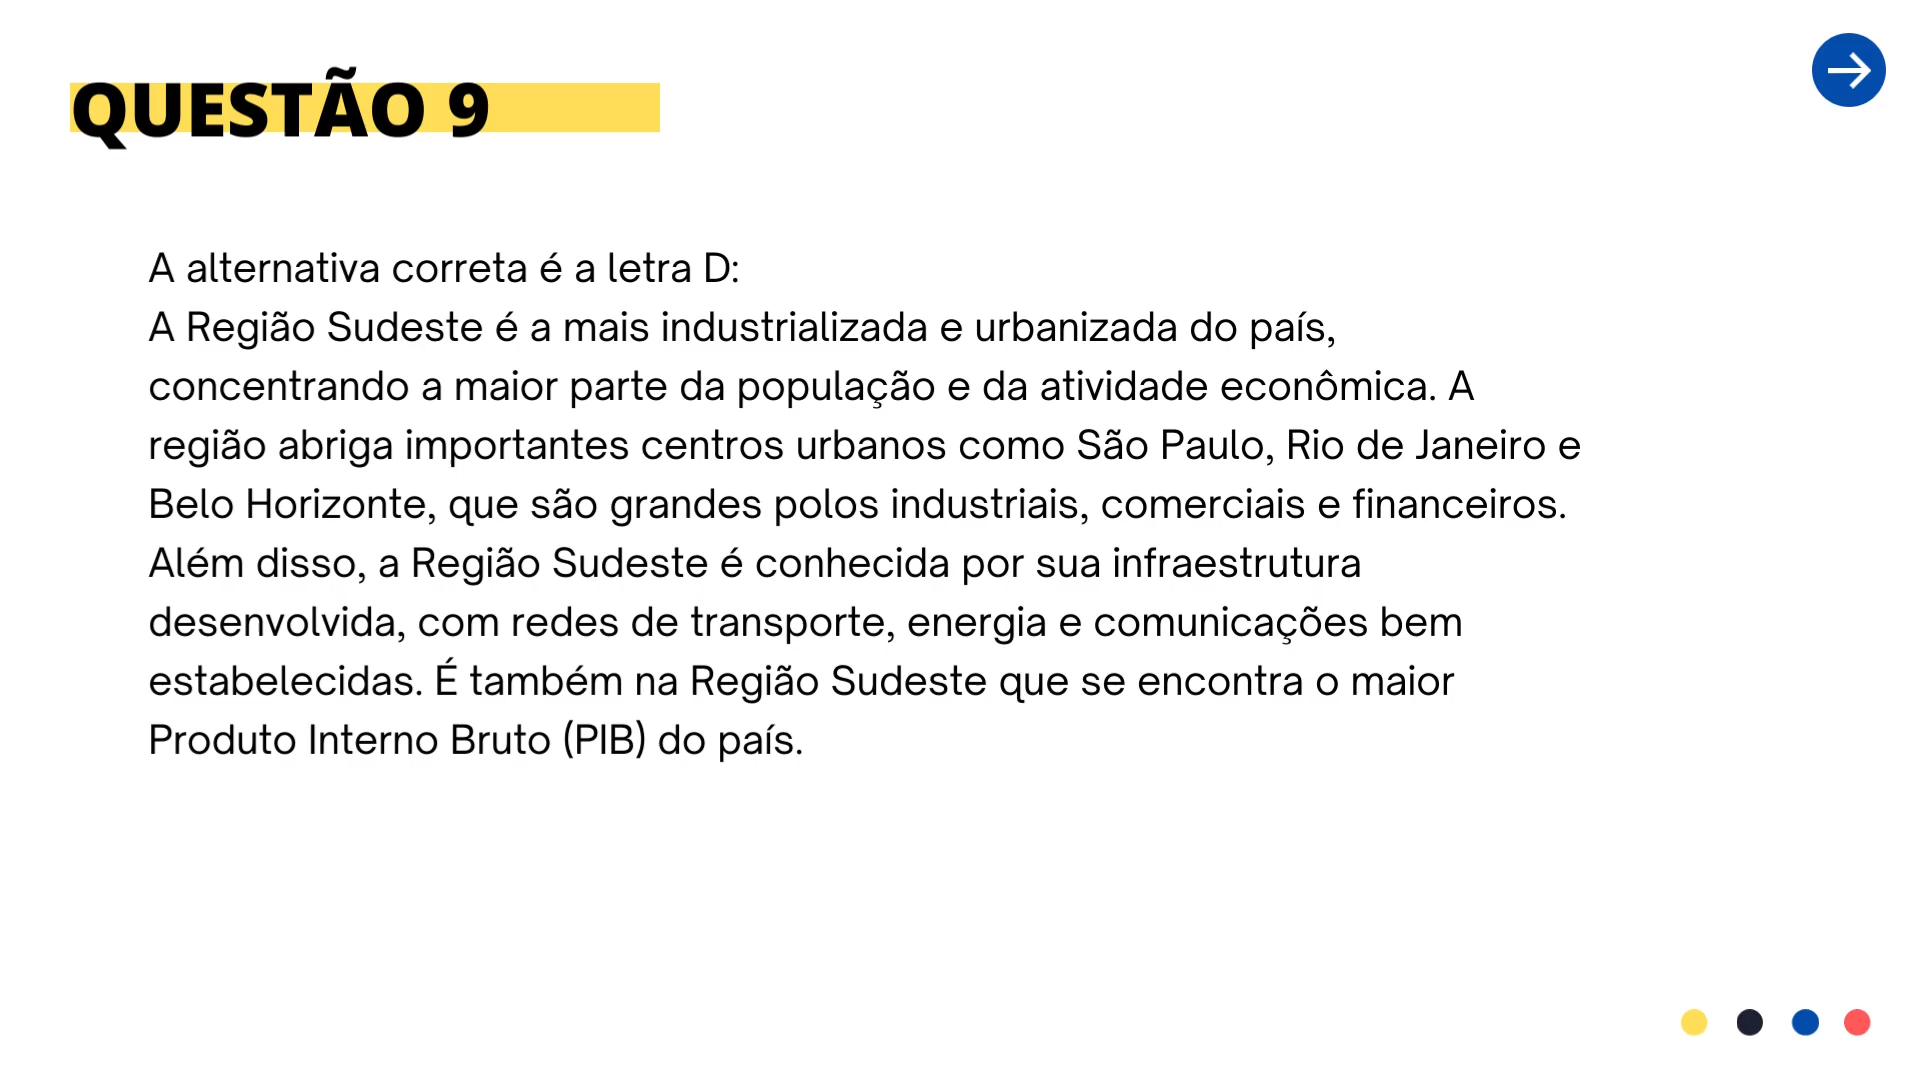 QUESTÃO 9
A alternativa correta é a letra D:
A Região Sudeste é a mais industrializada e urbanizada do país,
concentrando a maior parte da população e da atividade econômica. A
região abriga importantes centros urbanos como São Paulo, Rio de Janeiro e
Belo Horizonte, que são grandes polos industriais, comerciais e financeiros.
Além disso, a Região Sudeste é conhecida por sua infraestrutura
desenvolvida, com redes de transporte, energia e comunicações bem
estabelecidas. É também na Região Sudeste que se encontra o maior
Produto Interno Bruto (PIB) do país.